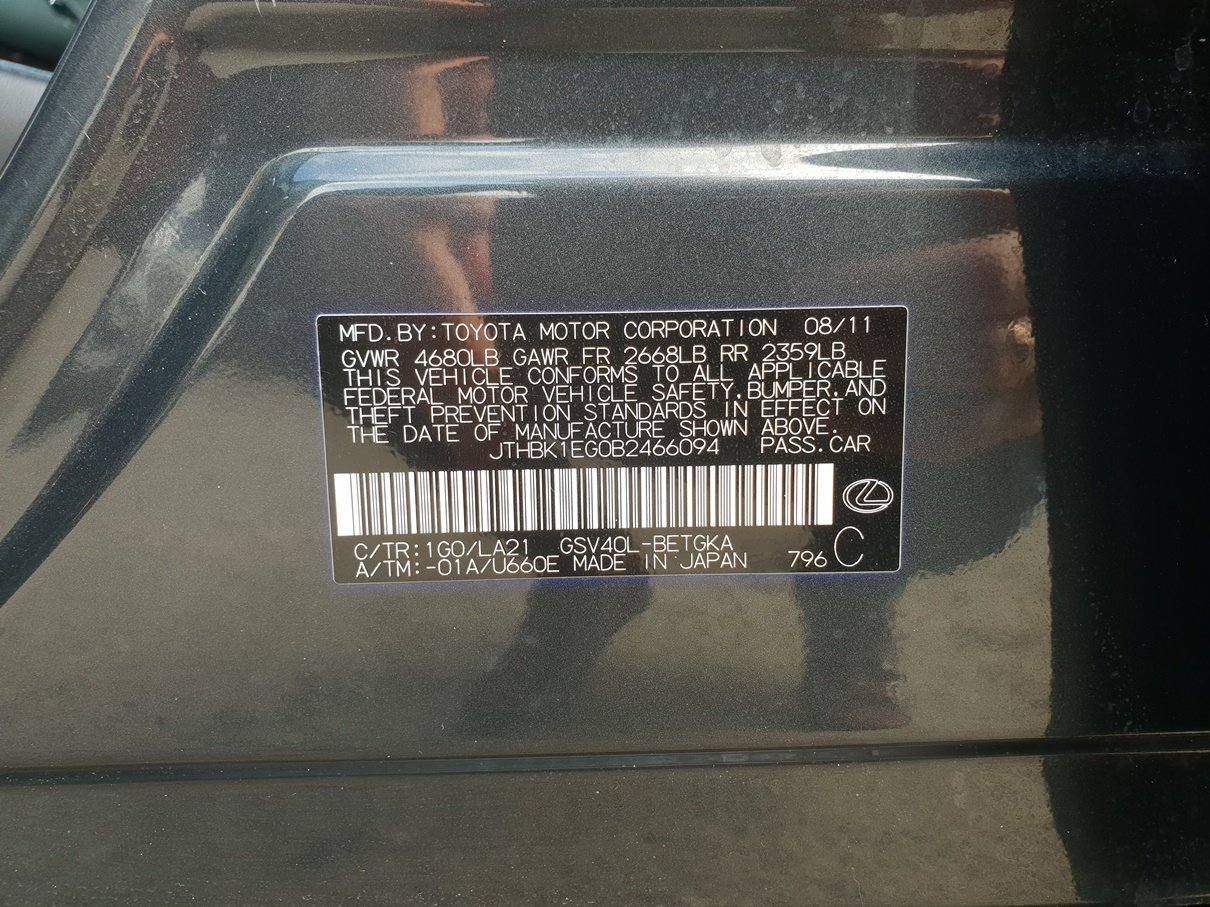 MFD.BY:TOYOTA MOTOR CORPORATION 08/11
GVWR 4680LB GAWR FR 2668LB RR 2359LB
THIS VEHICLE CONFORMS TO ALL APPLICABLE
FEDERAL MOTOR VEHICLE SAFETY,BUMPER,AND
THEFT PREVENTION STANDARDS IN EFFECT ON
THE DATE OF MANUFACTURE SHOWN ABOVE.
JTHBK1EG0B2466094 PASS.CAR
C/TR:1G0/LA21 GSV40L-BETGKA
A/TM:-01A/U660E MADE IN JAPAN 796 C